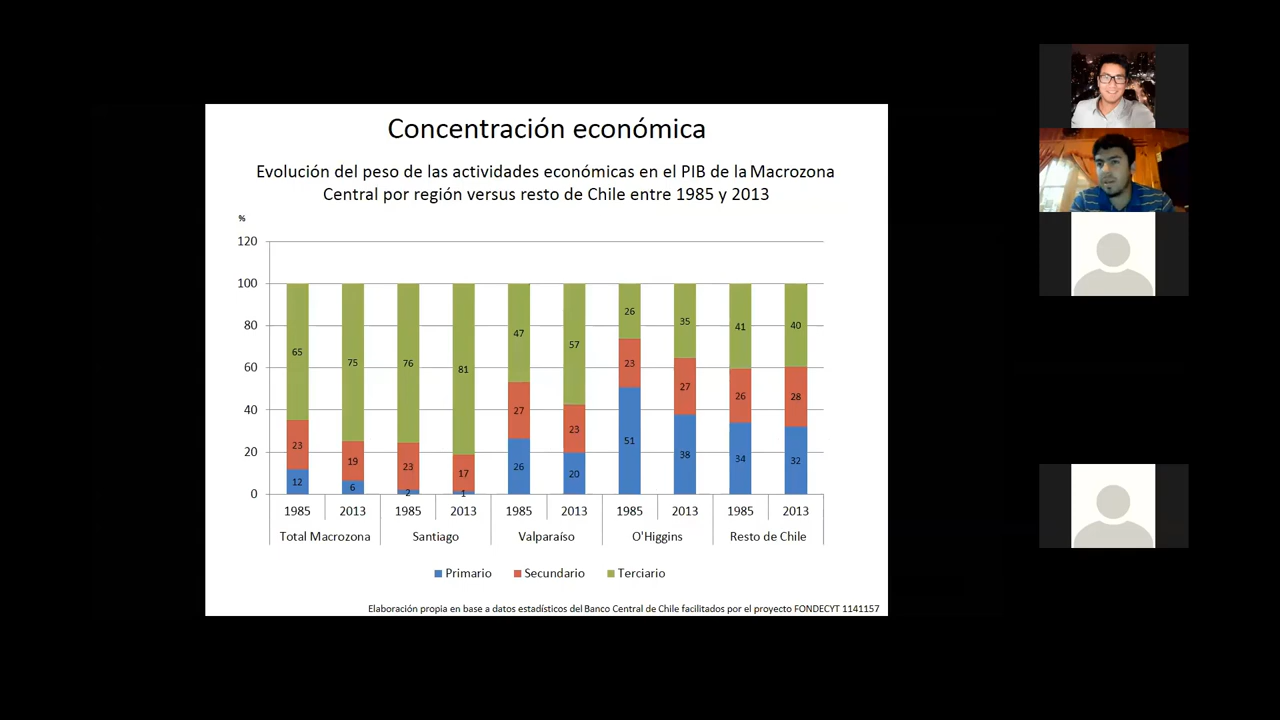 Concentración económica
Evolución del peso de las actividades económicas en el PIB de la Macrozona
Central por región versus resto de Chile entre 1985 y 2013
%
120
100
80
60
40
20
0
65 75 76 81 47 57 26 35 41 40
23 19 23 17 27 23 23 27 26 28
12 6 2 1 26 20 51 38 34 32
1985 2013 1985 2013 1985 2013 1985 2013 1985 2013
Total Macrozona Santiago Valparaíso O'Higgins Resto de Chile
Primario Secundario Terciario
Elaboración propia en base a datos estadísticos del Banco Central de Chile facilitados por el proyecto FONDECYT 1141157